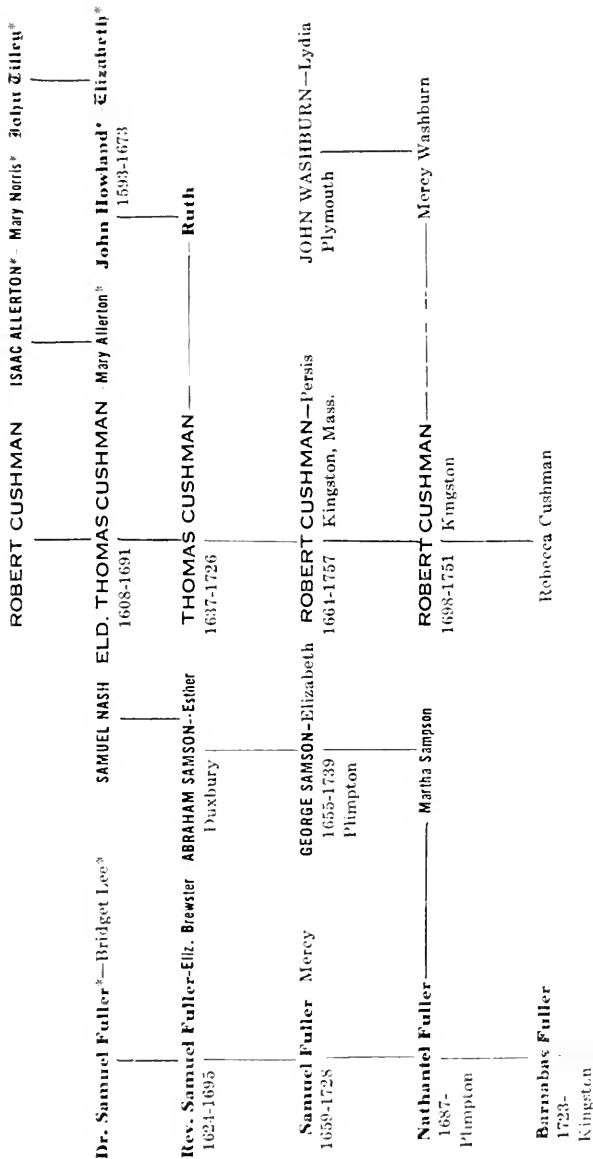 ROBERT CUSHMAN ISAAC ALLERTON* - Mary Norris* John Tilley*
Dr. Samuel Fuller*—Bridget Lee* SAMUEL NASH ELD. THOMAS CUSHMAN -Mary Allerton* John Howland* -Elizabeth*
1608-1691 1593-1673
Rev. Samuel Fuller-Eliz. Brewster ABRAHAM SAMSON--Esther THOMAS CUSHMAN Ruth
1624-1695 Duxbury 1637-1726
Samuel Fuller Mercy GEORGE SAMSON-Elizabeth ROBERT CUSHMAN—Persis JOHN WASHBURN—Lydia
1659-1728 1655-1739 1664-1757 Kingston, Mass. Plymouth
Plimpton
Nathaniel Fuller Martha Sampson ROBERT CUSHMAN Mercy Washburn
1687- 1698-1751 Kingston
Plimpton
Barnabas Fuller Rebecca Cushman
1723-
Kingston